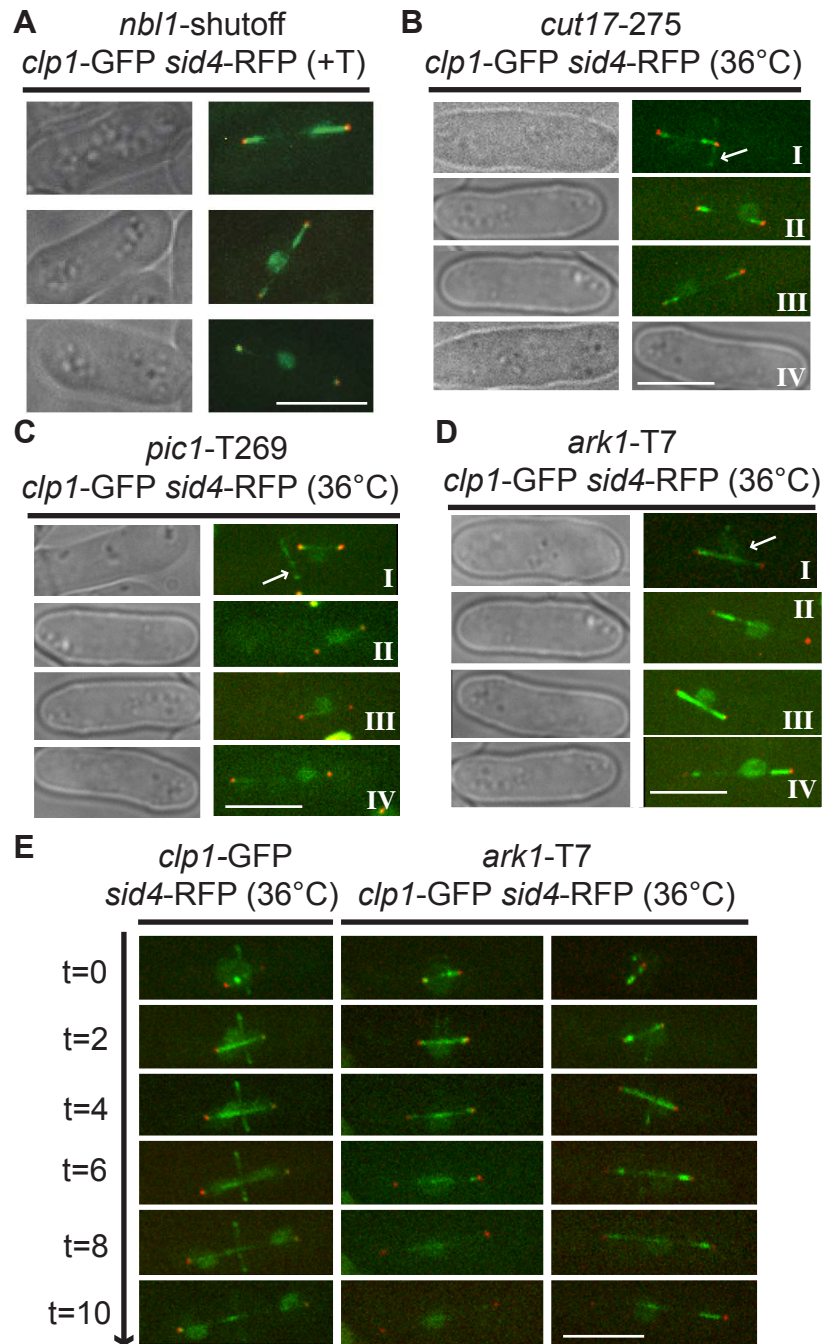 A
nbl1-shutoff
clp1-GFP sid4-RFP (+T)
B
cut17-275
clp1-GFP sid4-RFP (36°C)
I
II
III
IV
C
pic1-T269
clp1-GFP sid4-RFP (36°C)
I
II
III
IV
D
ark1-T7
clp1-GFP sid4-RFP (36°C)
I
II
III
IV
E
clp1-GFP
sid4-RFP (36°C)
ark1-T7
clp1-GFP sid4-RFP (36°C)
t=0
t=2
t=4
t=6
t=8
t=10